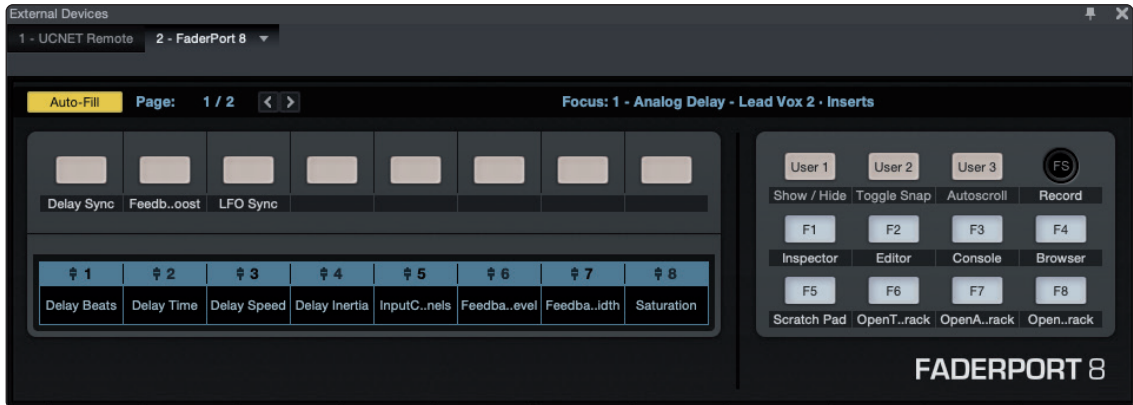 External Devices
1 - UCNET Remote 2 - FaderPort 8
Auto-Fill Page: 1 / 2 < > Focus: 1 - Analog Delay - Lead Vox 2 · Inserts
User 1 User 2 User 3 FS
Delay Sync Feedb..oost LFO Sync
Show / Hide Toggle Snap Autoscroll Record
F1 F2 F3 F4
Inspector Editor Console Browser
1 2 3 4 5 6 7 8
Delay Beats Delay Time Delay Speed Delay Inertia InputC..nels Feedba..evel Feedba..idth Saturation
F5 F6 F7 F8
Scratch Pad OpenT..rack OpenA..rack Open..rack
FADERPORT 8